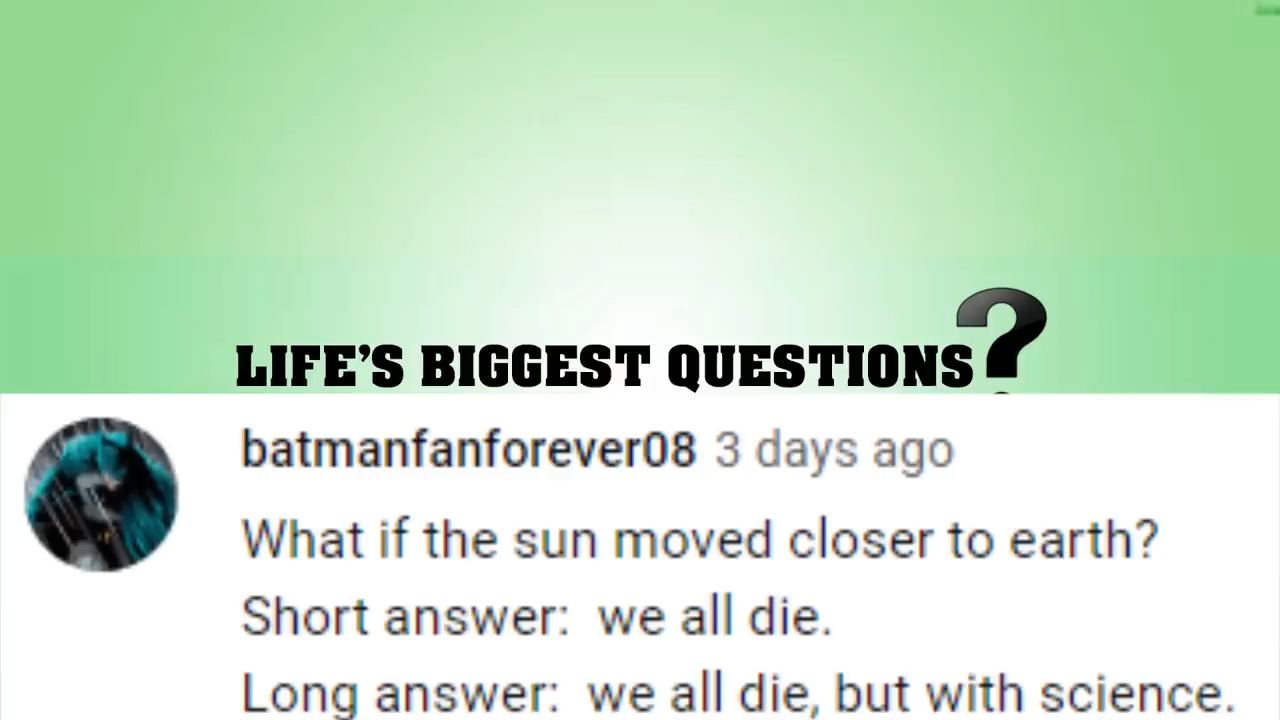 LIFE'S BIGGEST QUESTIONS?
batmanfanforever08 3 days ago
What if the sun moved closer to earth?
Short answer: we all die.
Long answer: we all die, but with science.